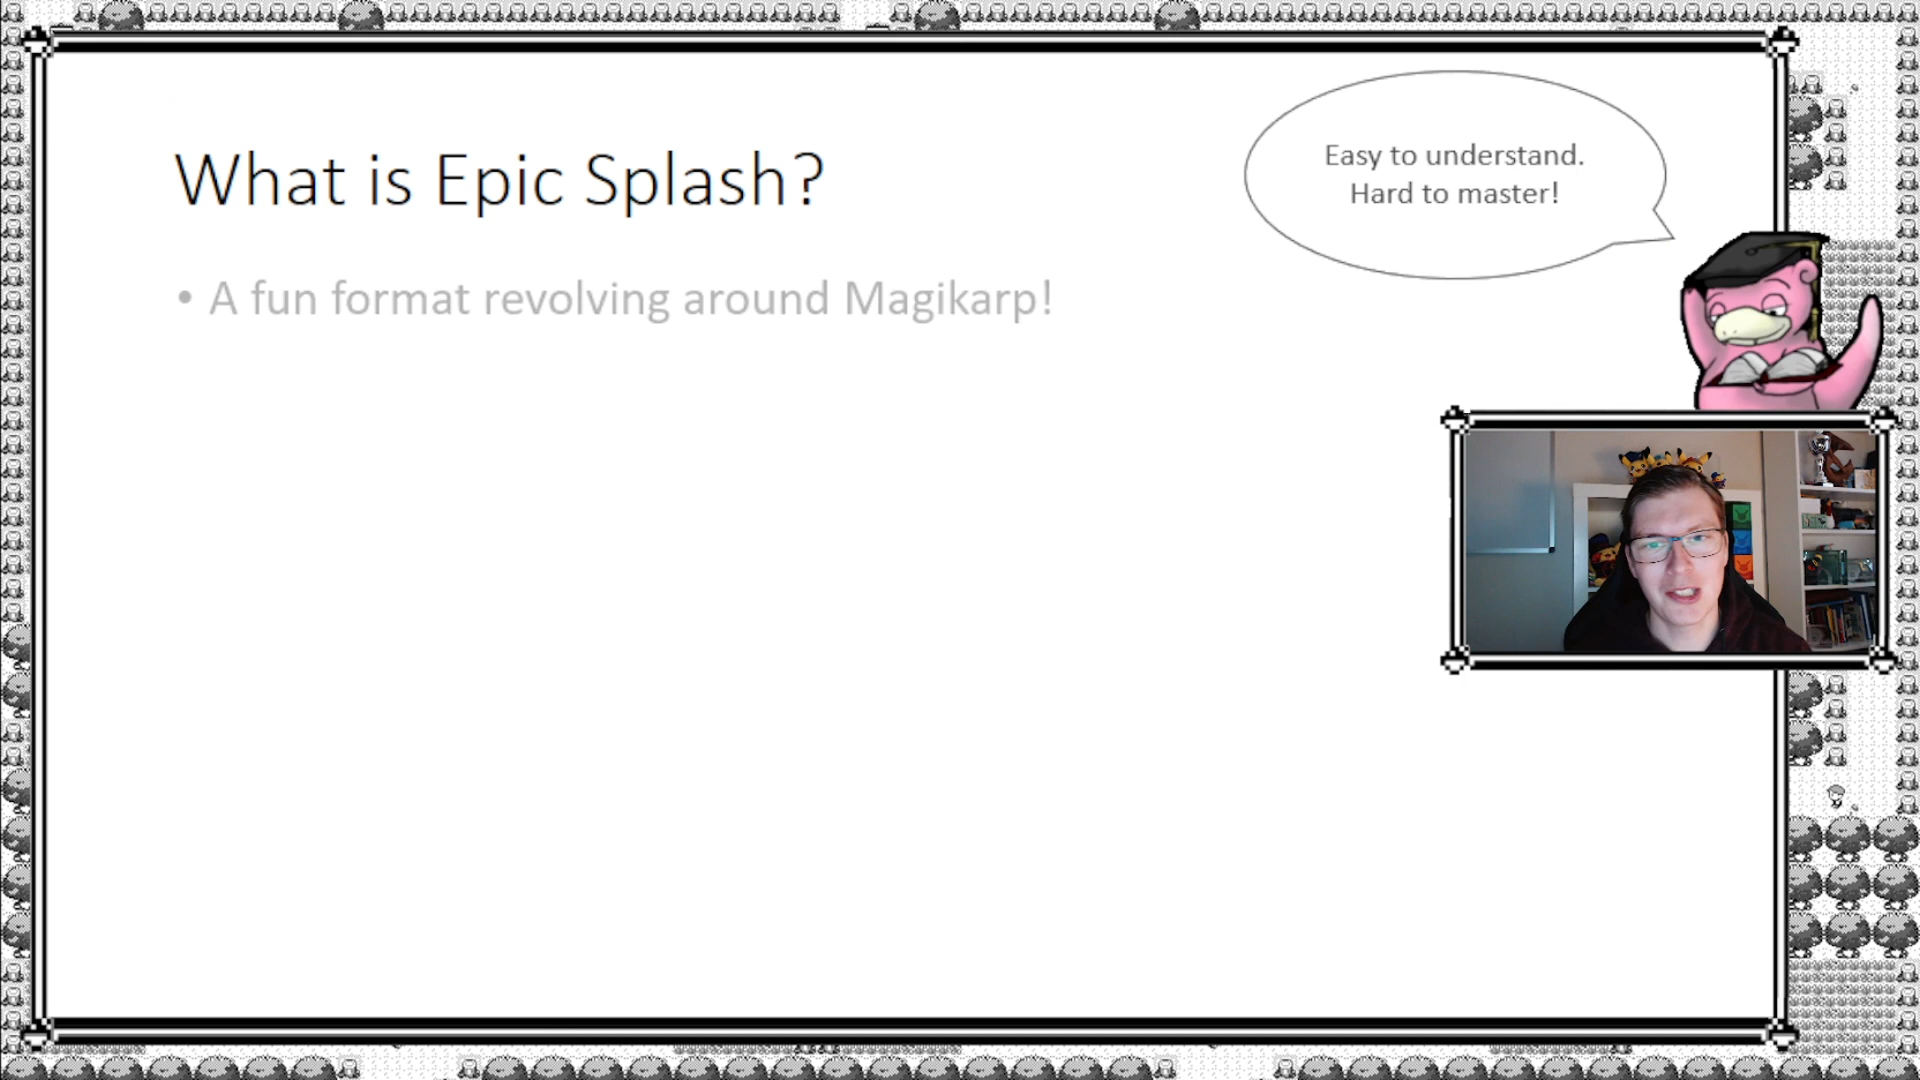 What is Epic Splash?
• A fun format revolving around Magikarp!
Easy to understand.
Hard to master!